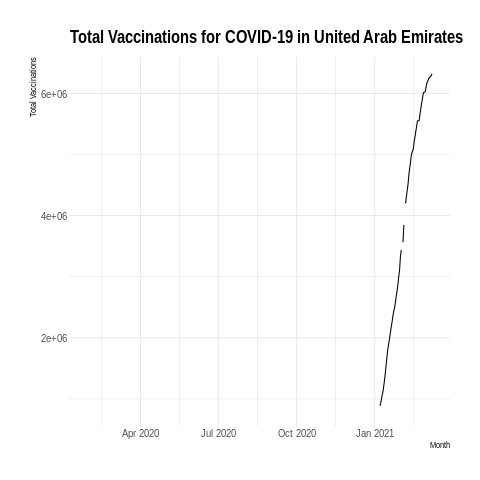 Total Vaccinations for COVID-19 in United Arab Emirates
Total Vaccinations
6e+06
4e+06
2e+06
Apr 2020 Jul 2020 Oct 2020 Jan 2021
Month